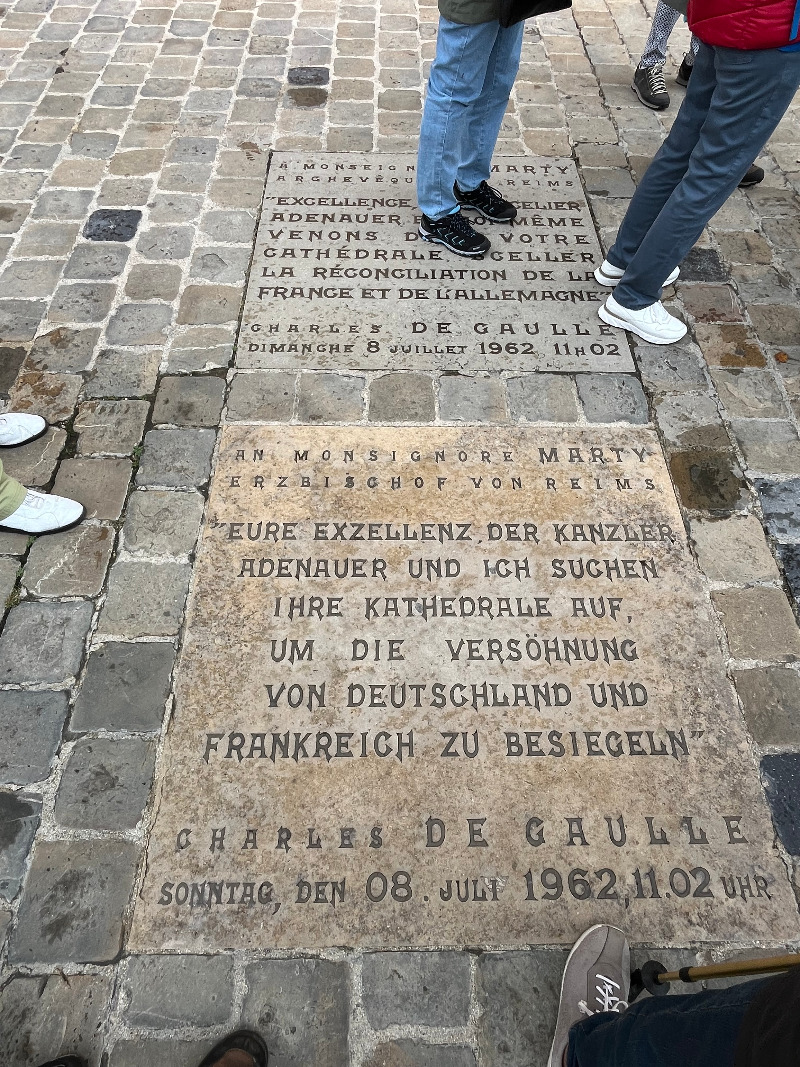 A MONSEIGN MARTY
ARCHEVÊQU REIMS
"EXCELLENCE CELIER
ADENAUER MÊME
VENONS D VOTRE
CATHÉDRALE CELLER
LA RÉCONCILIATION DE LA
FRANCE ET DE L'ALLEMAGNE
CHARLES DE GAULLE
DIMANCHE 8 JUILLET 1962 11H02
AN MONSIGNORE MARTY
ERZBISCHOF VON REIMS
"EURE EXZELLENZ, DER KANZLER
ADENAUER UND ICH SUCHEN
IHRE KATHEDRALE AUF,
UM DIE VERSÖHNUNG
VON DEUTSCHLAND UND
FRANKREICH ZU BESIEGELN"
CHARLES DE GAULLE
SONNTAG, DEN 08. JULI 1962, 11.02 UHR